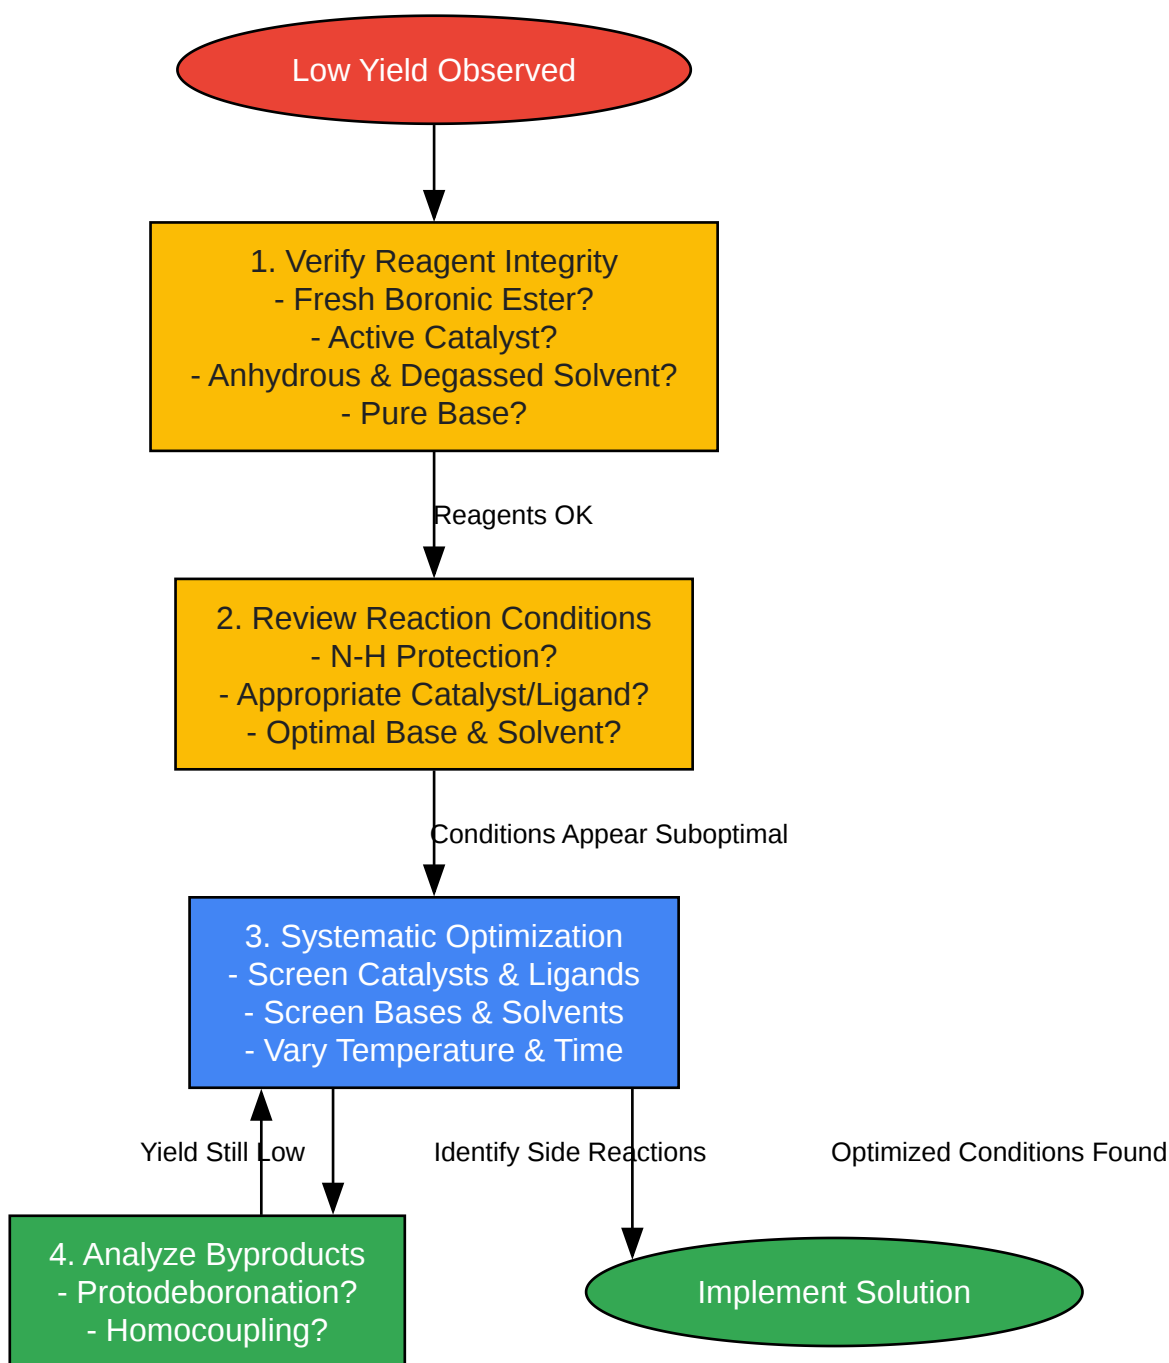 Low Yield Observed
1. Verify Reagent Integrity
- Fresh Boronic Ester?
- Active Catalyst?
- Anhydrous & Degassed Solvent?
- Pure Base?
Reagents OK
2. Review Reaction Conditions
- N-H Protection?
- Appropriate Catalyst/Ligand?
- Optimal Base & Solvent?
Conditions Appear Suboptimal
3. Systematic Optimization
- Screen Catalysts & Ligands
- Screen Bases & Solvents
- Vary Temperature & Time
Yield Still Low
Identify Side Reactions
Optimized Conditions Found
4. Analyze Byproducts
- Protodeboronation?
- Homocoupling?
Implement Solution